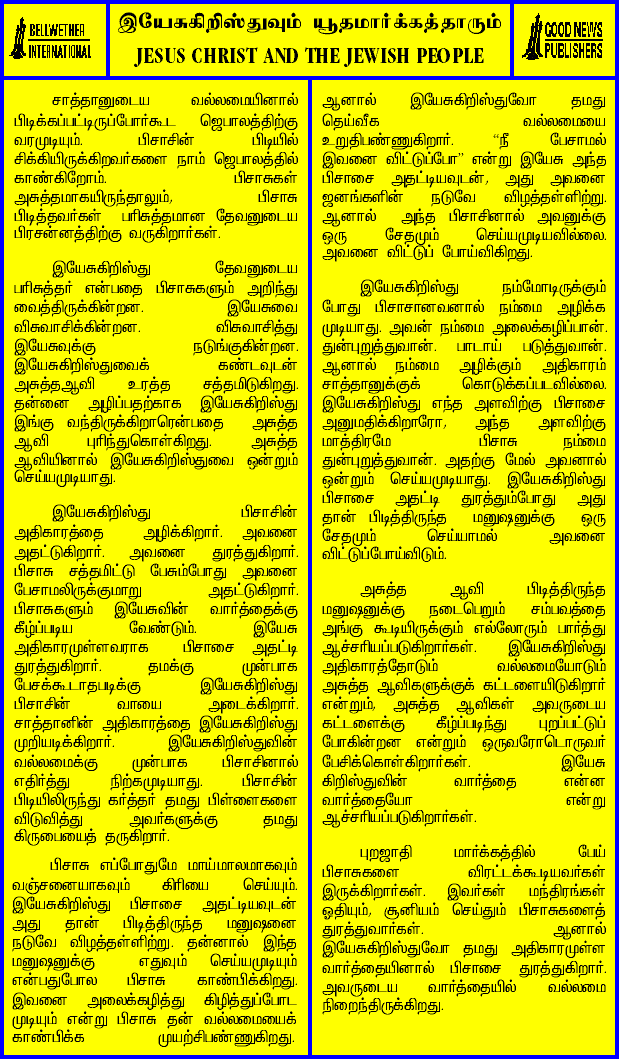 BELLWETHER
INTERNATIONAL
இயேசுகிறிஸ்துவும் யூதமார்க்கத்தாரும்
JESUS CHRIST AND THE JEWISH PEOPLE
GOOD NEWS
PUBLISHERS
சாத்தானுடைய வல்லமையினால்
பிடிக்கப்பட்டிருப்போர்கூட ஜெபாலத்திற்கு
வரமுடியும். பிசாசின் பிடியில்
சிக்கியிருக்கிறவர்களை நாம் ஜெபாலத்தில்
காண்கிறோம். பிசாசுகள்
அசுத்தமாகயிருந்தாலும், பிசாசு
பிடித்தவர்கள் பரிசுத்தமான தேவனுடைய
பிரசன்னத்திற்கு வருகிறார்கள்.
இயேசுகிறிஸ்து தேவனுடைய
பரிசுத்தர் என்பதை பிசாசுகளும் அறிந்து
வைத்திருக்கின்றன. இயேசுவை
விசுவாசிக்கின்றன. விசுவாசித்து
இயேசுவுக்கு நடுங்குகின்றன.
இயேசுகிறிஸ்துவைக் கண்டவுடன்
அசுத்தஆவி உரத்த சத்தமிடுகிறது.
தன்னை அழிப்பதற்காக இயேசுகிறிஸ்து
இங்கு வந்திருக்கிறாரென்பதை அசுத்த
ஆவி புரிந்துகொள்கிறது. அசுத்த
ஆவியினால் இயேசுகிறிஸ்துவை ஒன்றும்
செய்யமுடியாது.
இயேசுகிறிஸ்து பிசாசின்
அதிகாரத்தை அழிக்கிறார். அவனை
அதட்டுகிறார். அவனை துரத்துகிறார்.
பிசாசு சத்தமிட்டு பேசும்போது அவனை
பேசாமலிருக்குமாறு அதட்டுகிறார்.
பிசாசுகளும் இயேசுவின் வார்த்தைக்கு
கீழ்ப்படிய வேண்டும். இயேசு
அதிகாரமுள்ளவராக பிசாசை அதட்டி
துரத்துகிறார். தமக்கு முன்பாக
பேசக்கூடாதபடிக்கு இயேசுகிறிஸ்து
பிசாசின் வாயை அடைக்கிறார்.
சாத்தானின் அதிகாரத்தை இயேசுகிறிஸ்து
முறியடிக்கிறார். இயேசுகிறிஸ்துவின்
வல்லமைக்கு முன்பாக பிசாசினால்
எதிர்த்து நிற்கமுடியாது. பிசாசின்
பிடியிலிருந்து கர்த்தர் தமது பிள்ளைகளை
விடுவித்து அவர்களுக்கு தமது
கிருபையைத் தருகிறார்.
பிசாசு எப்போதுமே மாய்மாலமாகவும்
வஞ்சனையாகவும் கிரியை செய்யும்.
இயேசுகிறிஸ்து பிசாசை அதட்டியவுடன்
அது தான் பிடித்திருந்த மனுஷனை
நடுவே விழத்தள்ளிற்று. தன்னால் இந்த
மனுஷனுக்கு எதுவும் செய்யமுடியும்
என்பதுபோல பிசாசு காண்பிக்கிறது.
இவனை அலைக்கழித்து கிழித்துப்போட
முடியும் என்று பிசாசு தன் வல்லமையைக்
காண்பிக்க முயற்சிபண்ணுகிறது.
ஆனால் இயேசுகிறிஸ்துவோ தமது
தெய்வீக வல்லமையை
உறுதிபண்ணுகிறார். “நீ பேசாமல்
இவனை விட்டுப்போ” என்று இயேசு அந்த
பிசாசை அதட்டியவுடன், அது அவனை
ஜனங்களின் நடுவே விழத்தள்ளிற்று.
ஆனால் அந்த பிசாசினால் அவனுக்கு
ஒரு சேதமும் செய்யமுடியவில்லை.
அவனை விட்டுப் போய்விகிறது.
இயேசுகிறிஸ்து நம்மோடிருக்கும்
போது பிசாசானவனால் நம்மை அழிக்க
முடியாது. அவன் நம்மை அலைக்கழிப்பான்.
துன்புறுத்துவான். பாடாய் படுத்துவான்.
ஆனால் நம்மை அழிக்கும் அதிகாரம்
சாத்தானுக்குக் கொடுக்கப்படவில்லை.
இயேசுகிறிஸ்து எந்த அளவிற்கு பிசாசை
அனுமதிக்கிறாரோ, அந்த அளவிற்கு
மாத்திரமே பிசாசு நம்மை
துன்புறுத்துவான். அதற்கு மேல் அவனால்
ஒன்றும் செய்யமுடியாது. இயேசுகிறிஸ்து
பிசாசை அதட்டி துரத்தும்போது அது
தான் பிடித்திருந்த மனுஷனுக்கு ஒரு
சேதமும் செய்யாமல் அவனை
விட்டுப்போய்விடும்.
அசுத்த ஆவி பிடித்திருந்த
மனுஷனுக்கு நடைபெறும் சம்பவத்தை
அங்கு கூடியிருக்கும் எல்லோரும் பார்த்து
ஆச்சரியப்படுகிறார்கள். இயேசுகிறிஸ்து
அதிகாரத்தோடும் வல்லமையோடும்
அசுத்த ஆவிகளுக்குக் கட்டளையிடுகிறார்
என்றும், அசுத்த ஆவிகள் அவருடைய
கட்டளைக்கு கீழ்ப்படிந்து புறப்பட்டுப்
போகின்றன என்றும் ஒருவரோடொருவர்
பேசிக்கொள்கிறார்கள். இயேசு
கிறிஸ்துவின் வார்த்தை என்ன
வார்த்தையோ என்று
ஆச்சரியப்படுகிறார்கள்.
புறஜாதி மார்க்கத்தில் பேய்
பிசாசுகளை விரட்டக்கூடியவர்கள்
இருக்கிறார்கள். இவர்கள் மந்திரங்கள்
ஓதியும், சூனியம் செய்தும் பிசாசுகளைத்
துரத்துவார்கள். ஆனால்
இயேசுகிறிஸ்துவோ தமது அதிகாரமுள்ள
வார்த்தையினால் பிசாசை துரத்துகிறார்.
அவருடைய வார்த்தையில் வல்லமை
நிறைந்திருக்கிறது.